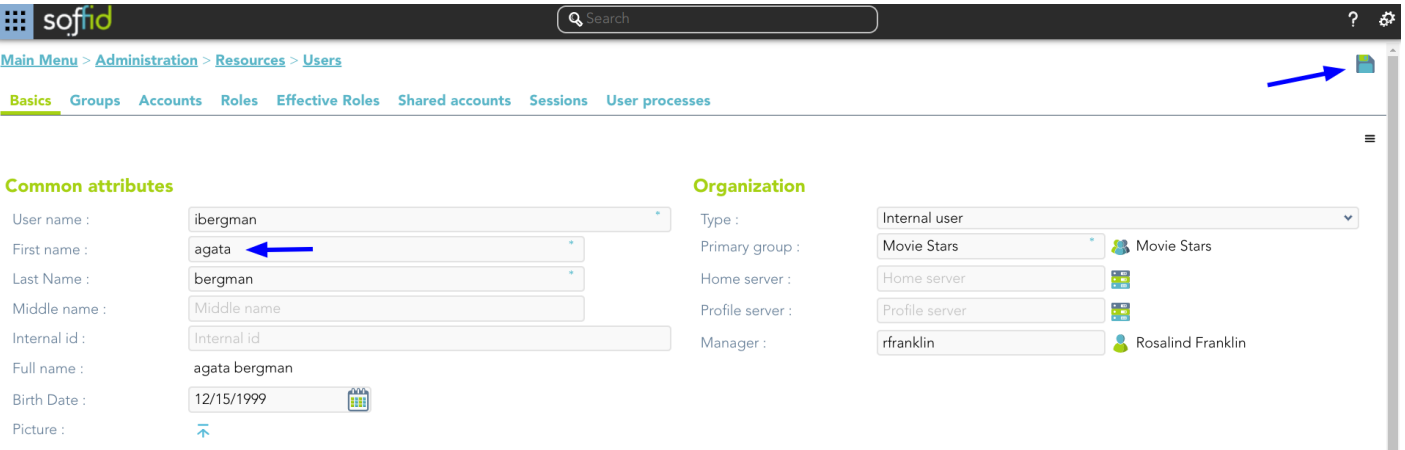 soffid Search ?
Main Menu > Administration > Resources > Users
Basics Groups Accounts Roles Effective Roles Shared accounts Sessions User processes
Common attributes
User name : ibergman *
First name : agata *
Last Name : bergman *
Middle name : Middle name
Internal id : Internal id
Full name : agata bergman
Birth Date : 12/15/1999
Picture :
Organization
Type : Internal user
Primary group : Movie Stars * Movie Stars
Home server : Home server
Profile server : Profile server
Manager : rfranklin Rosalind Franklin